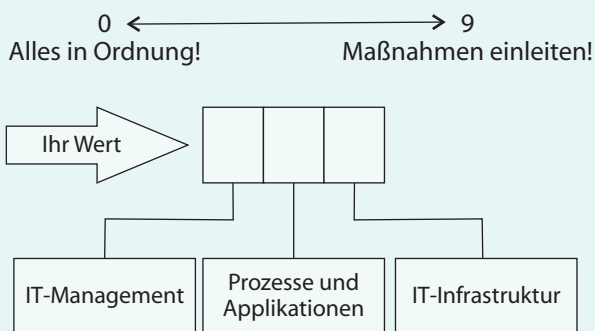 0 9
Alles in Ordnung! Maßnahmen einleiten!
Ihr Wert
IT-Management
Prozesse und
Applikationen
IT-Infrastruktur